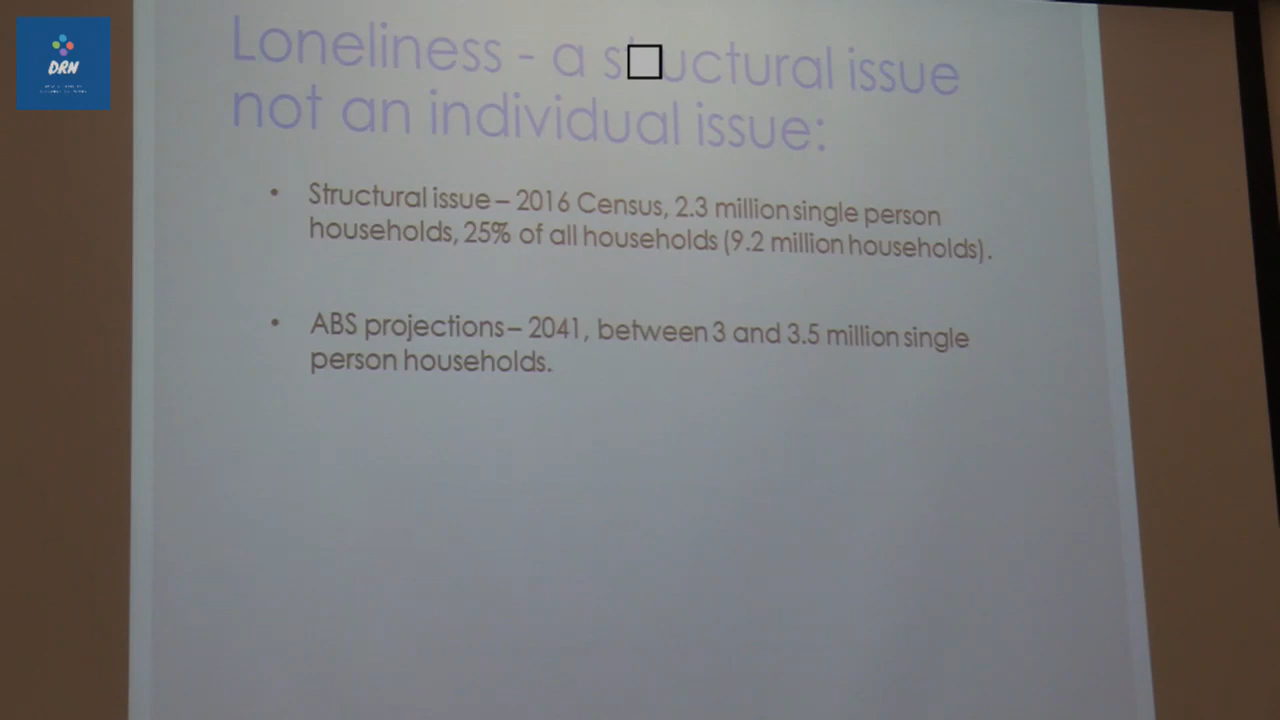 DRN
Loneliness - a structural issue
not an individual issue:
• Structural issue – 2016 Census, 2.3 million single person
households, 25% of all households (9.2 million households).
• ABS projections – 2041, between 3 and 3.5 million single
person households.